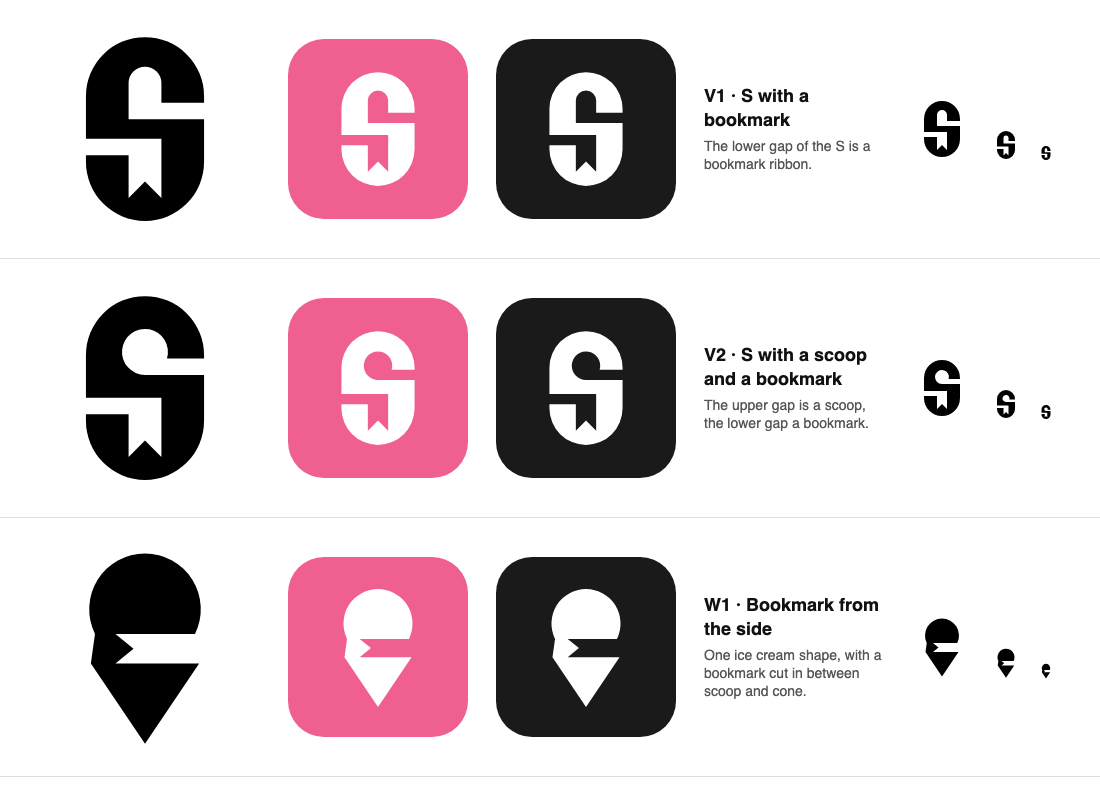 V1 · S with a
bookmark
The lower gap of the S is a
bookmark ribbon.
V2 · S with a scoop
and a bookmark
The upper gap is a scoop,
the lower gap a bookmark.
W1 · Bookmark from
the side
One ice cream shape, with a
bookmark cut in between
scoop and cone.